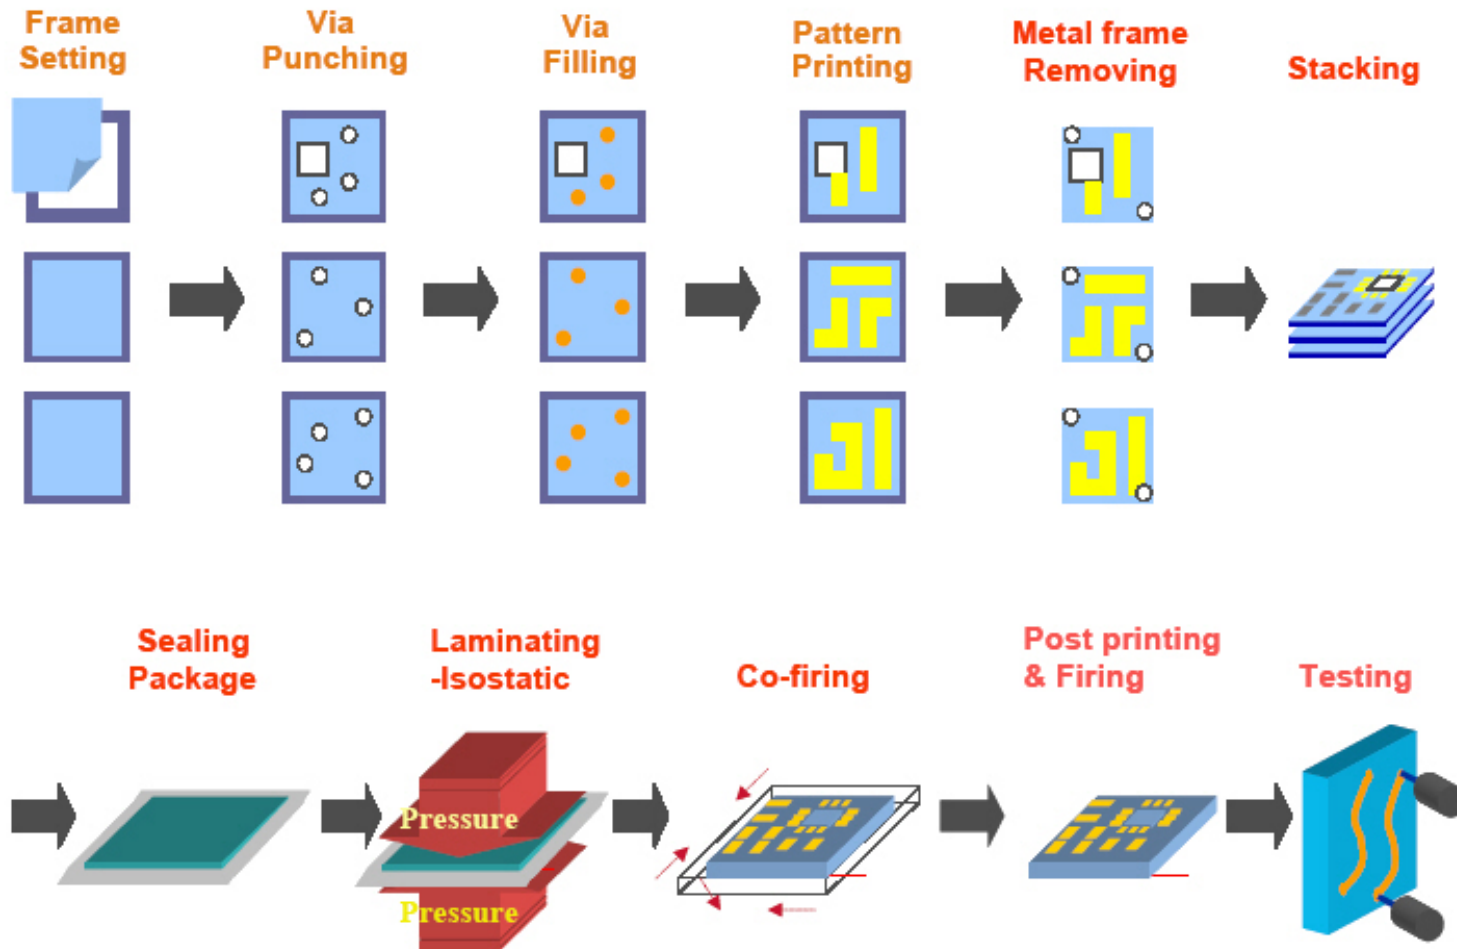 Frame
Setting
Via
Punching
Via
Filling
Pattern
Printing
Metal frame
Removing
Stacking
Sealing
Package
Laminating
-Isostatic
Co-firing
Post printing
& Firing
Testing
Pressure
Pressure